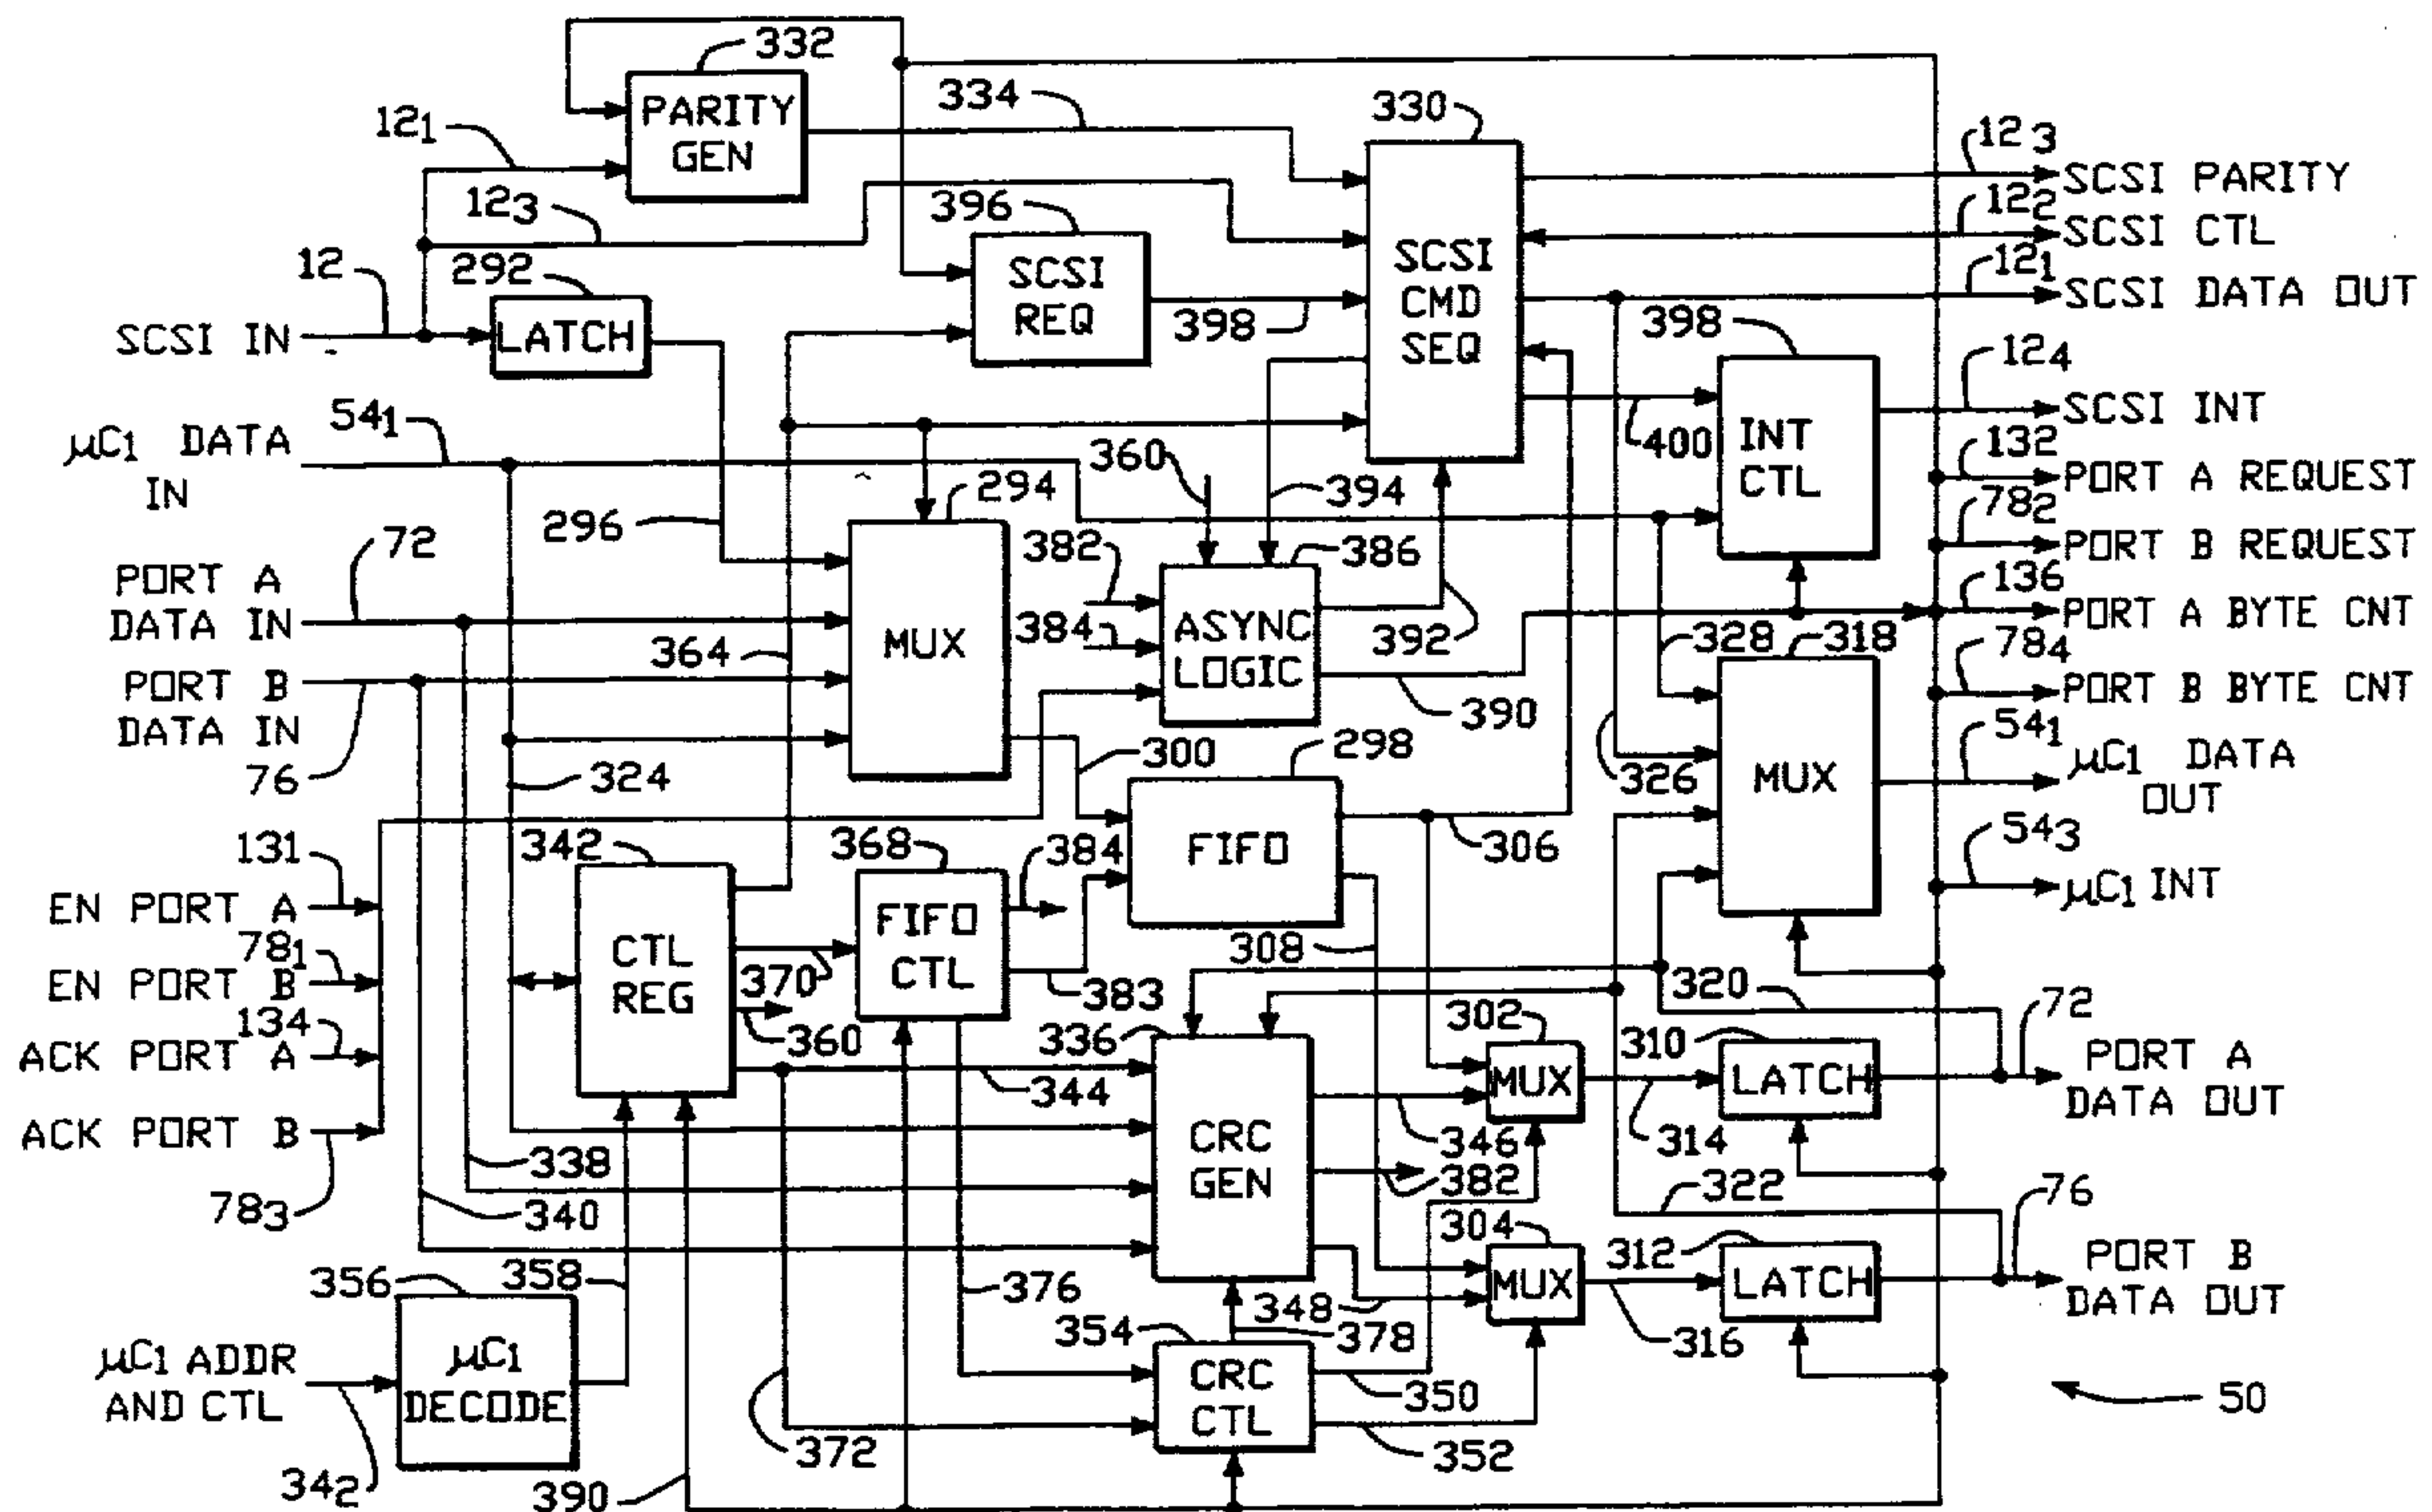 332
PARITY
GEN
334
330
12₁
12₃
SCSI PARITY
12₃
396
12₂
SCSI CTL
12
292
SCSI
REQ
SCSI
CMD
SEQ
12₁
SCSI DATA OUT
SCSI IN
LATCH
398
398
12₄
SCSI INT
54₁
μC₁ DATA
IN
360
400
INT
CTL
132
PORT A REQUEST
294
394
78₂
PORT B REQUEST
296
72
382
386
136
PORT A BYTE CNT
PORT A
DATA IN
MUX
384
ASYNC
LOGIC
392
328
318
364
78₄
PORT B BYTE CNT
PORT B
DATA IN
390
76
324
300
298
326
MUX
54₁
μC₁ DATA
OUT
131
342
368
384
FIFO
306
54₃
μC₁ INT
EN PORT A
FIFO
CTL
308
78₁
EN PORT B
CTL
REG
370
383
320
134
ACK PORT A
360
336
302
310
72
PORT A
DATA OUT
344
MUX
LATCH
ACK PORT B
78₃
338
340
CRC
GEN
346
314
382
322
304
312
76
PORT B
DATA OUT
356
358
376
348
MUX
LATCH
354
378
316
μC₁ ADDR
AND CTL
μC₁
DECODE
CRC
CTL
350
50
34₂
372
352
390